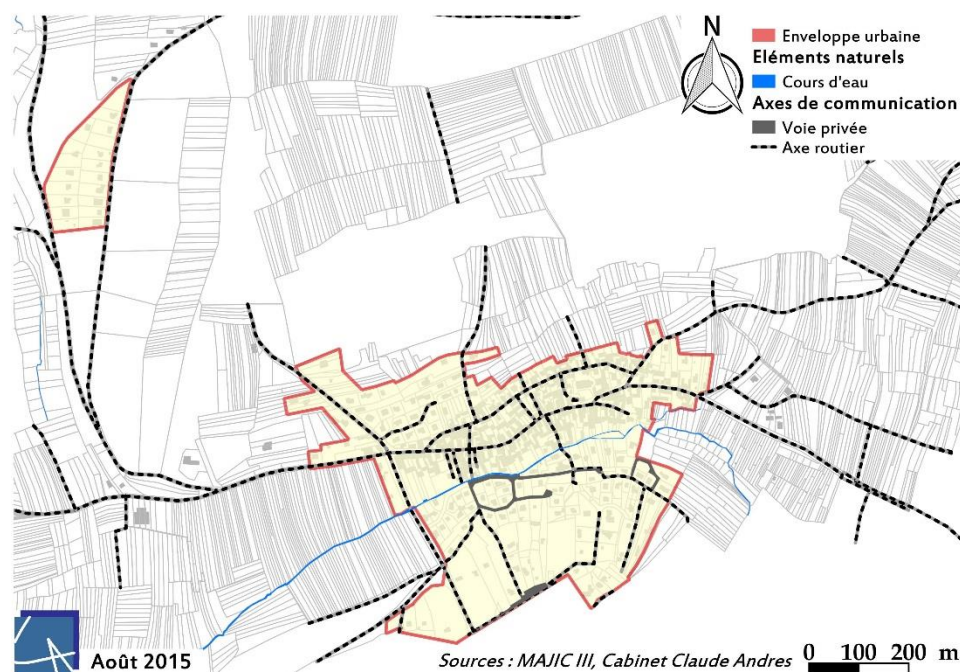 N
Enveloppe urbaine
Eléments naturels
Cours d'eau
Axes de communication
Voie privée
Axe routier
Août 2015
Sources : MAJIC III, Cabinet Claude Andres
0 100 200 m